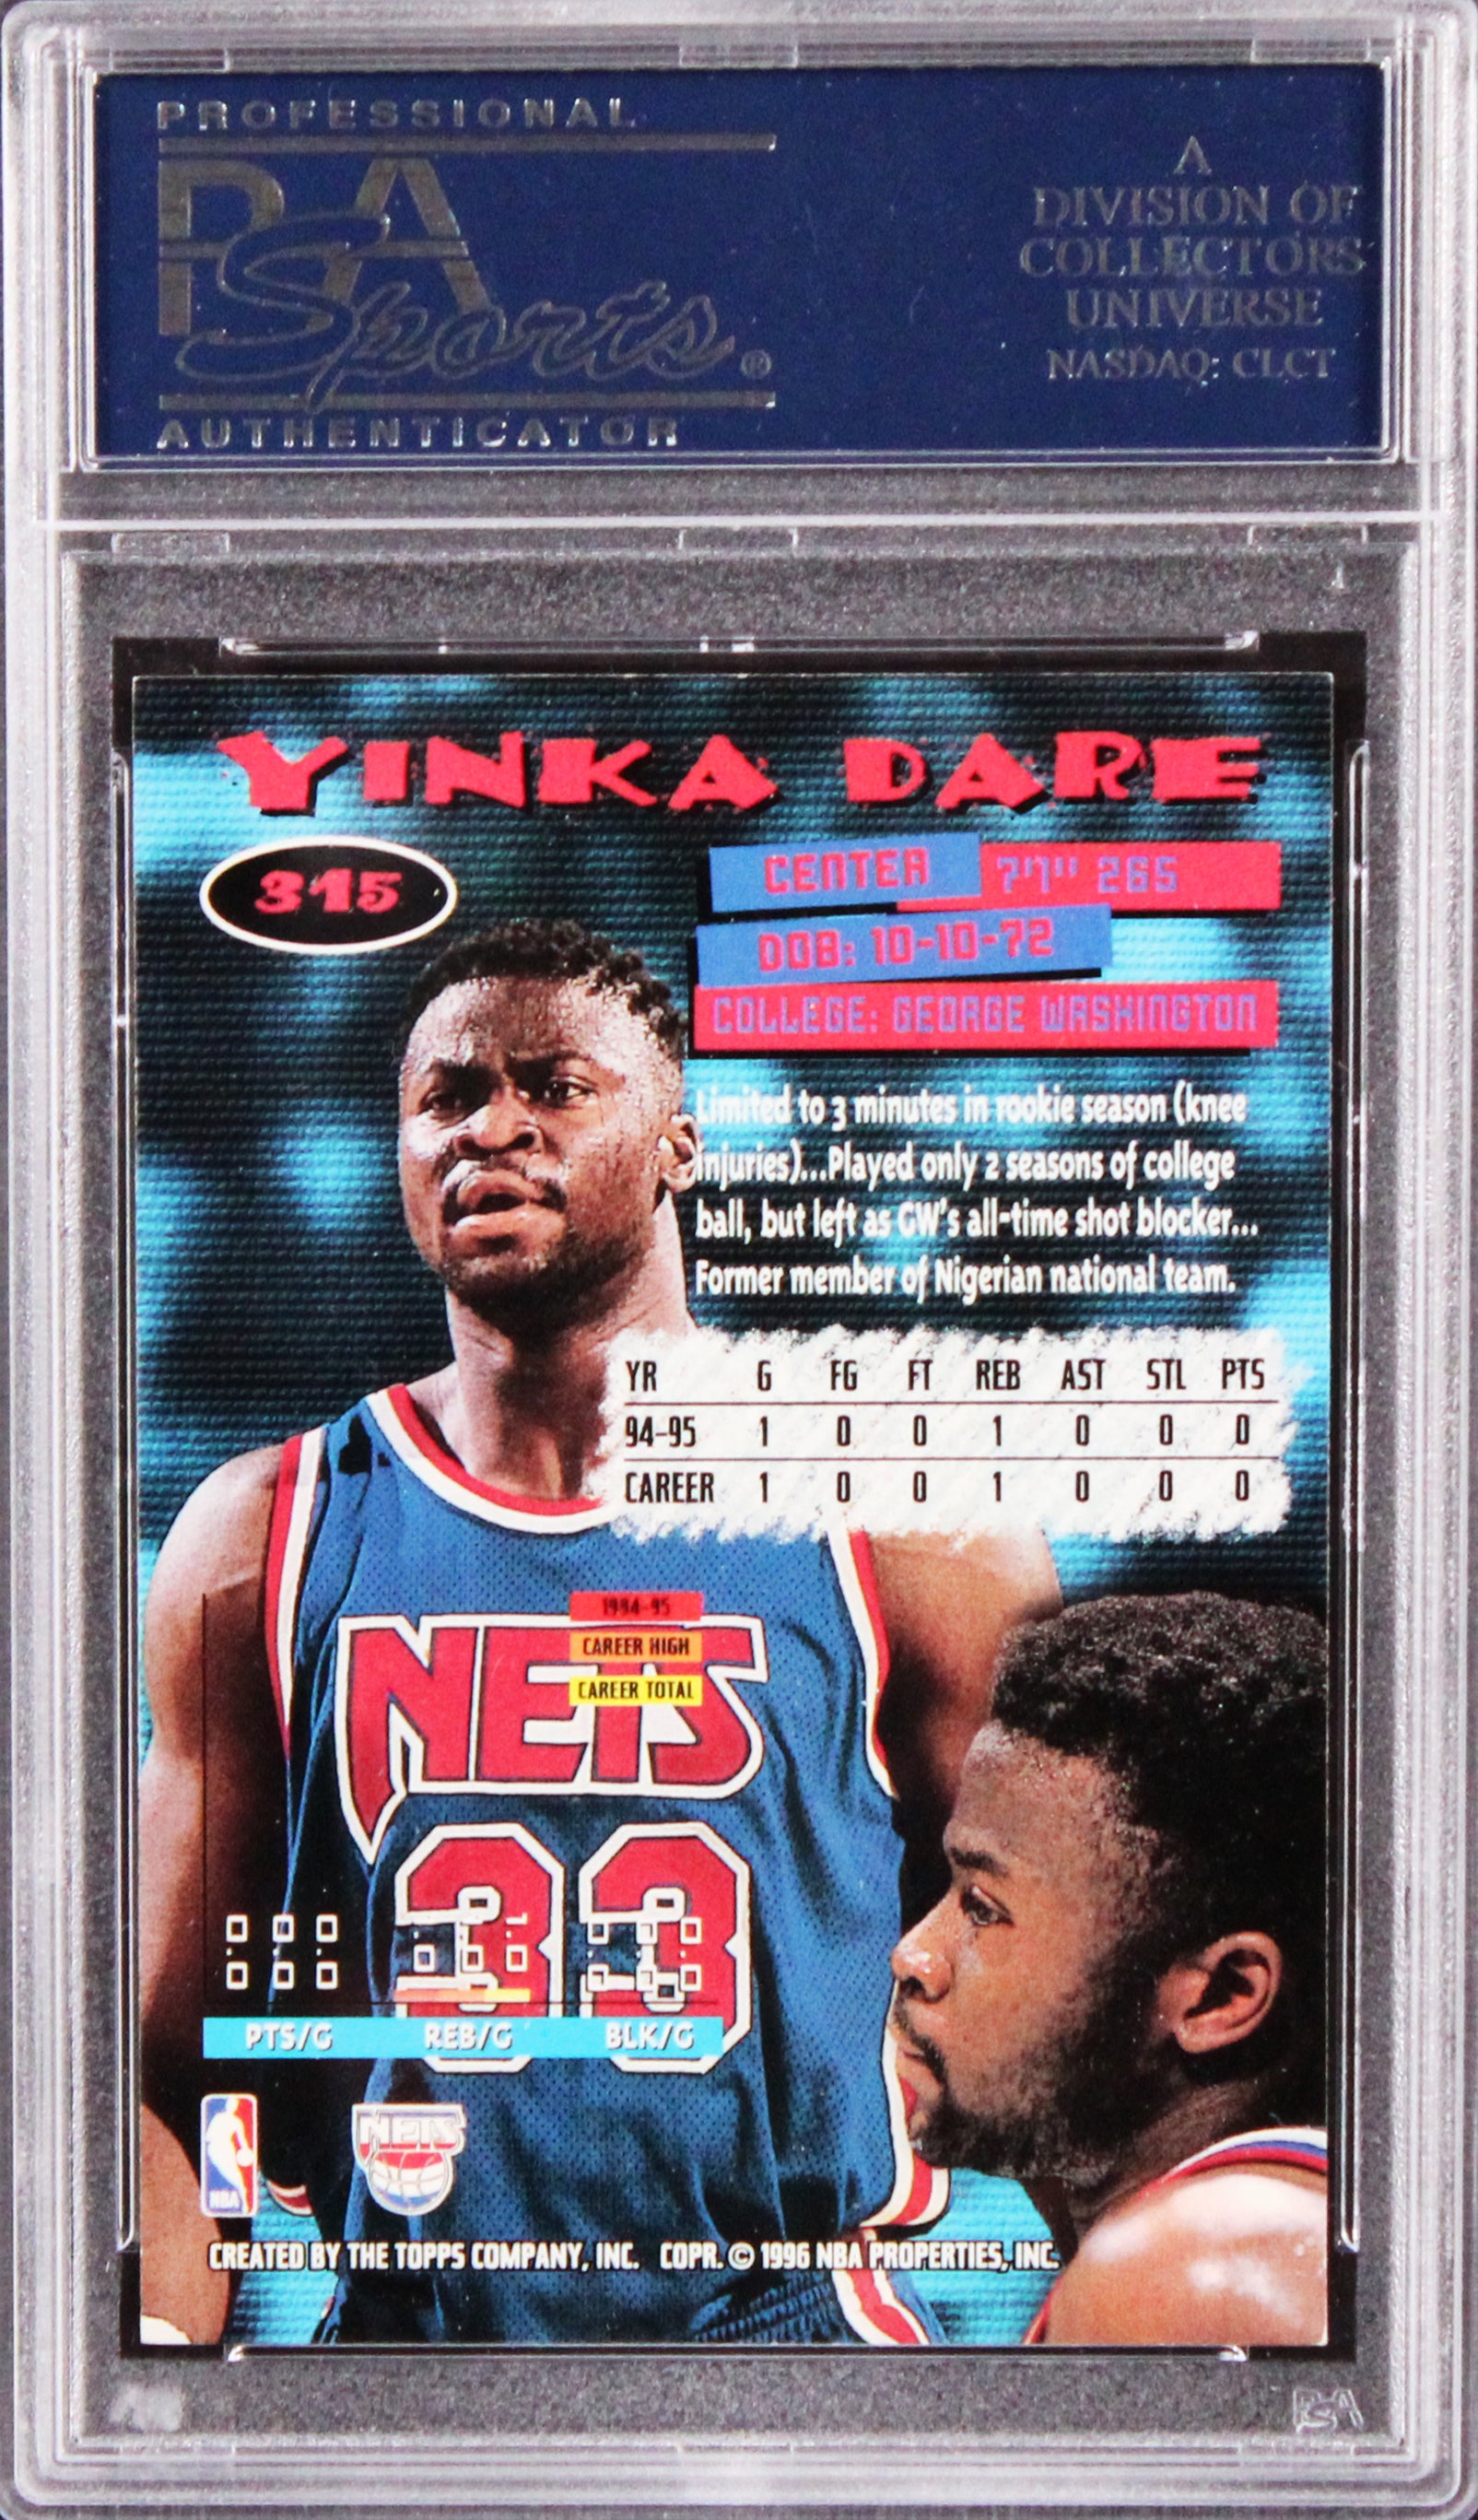 PROFESSIONAL
PSA
Sports®
AUTHENTICATOR
A
DIVISION OF
COLLECTORS
UNIVERSE
NASDAQ: CLCT
YINKA DARE
315
CENTER 7'1" 265
DOB: 10-10-72
COLLEGE: GEORGE WASHINGTON
Limited to 3 minutes in rookie season (knee
injuries)...Played only 2 seasons of college
ball, but left as GW's all-time shot blocker...
Former member of Nigerian national team.
YR G FG FT REB AST STL PTS
94-95 1 0 0 1 0 0 0
CAREER 1 0 0 1 0 0 0
1994-95
CAREER HIGH
CAREER TOTAL
NETS
33
PTS/G REB/G BLK/G
NBA
NETS
CREATED BY THE TOPPS COMPANY, INC. COPR. © 1996 NBA PROPERTIES, INC.
PSA